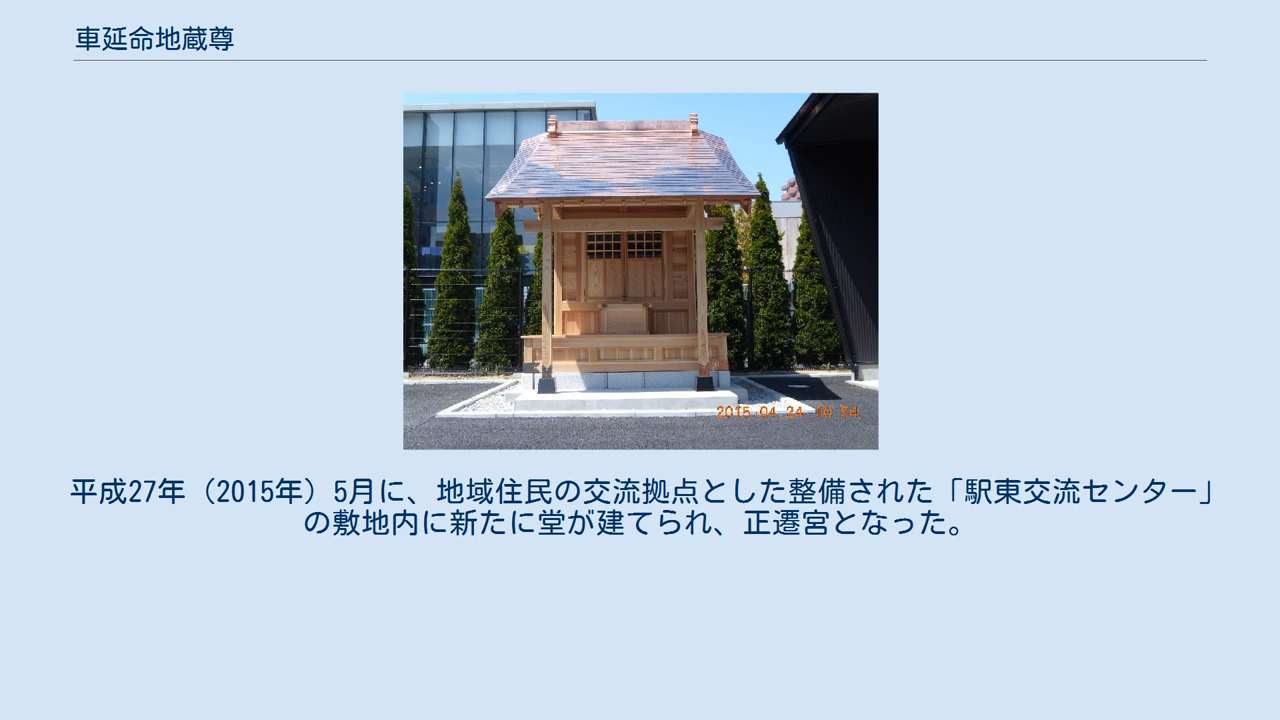 車延命地蔵尊
2015.04.24 10:54
平成27年（2015年）5月に、地域住民の交流拠点とした整備された「駅東交流センター」
の敷地内に新たに堂が建てられ、正遷宮となった。